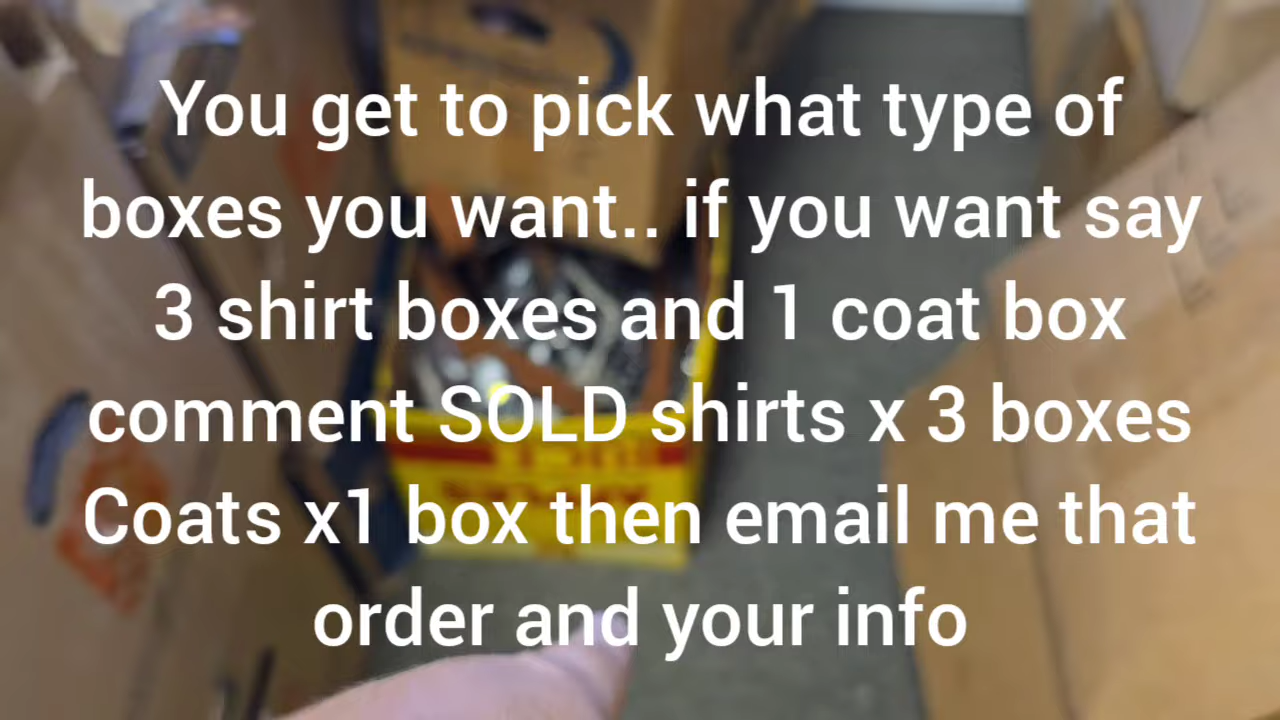 You get to pick what type of
boxes you want.. if you want say
3 shirt boxes and 1 coat box
comment SOLD shirts x 3 boxes
Coats x1 box then email me that
order and your info